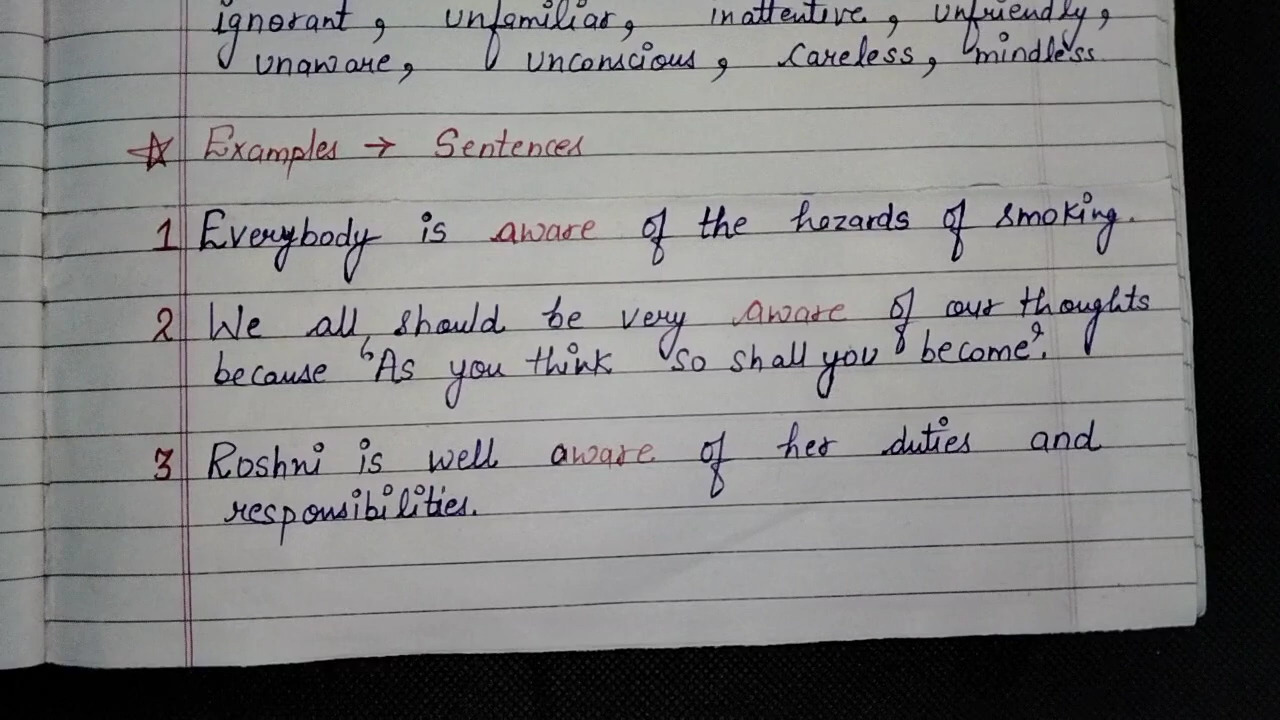 ignorant, unfamiliar, inattentive, unfriendly,
unaware, unconscious, careless, mindless
☆ Examples → Sentences
1 Everybody is aware of the hazards of smoking.
2 We all should be very aware of our thoughts
because "As you think so shall you become".
3 Roshni is well aware of her duties and
responsibilities.